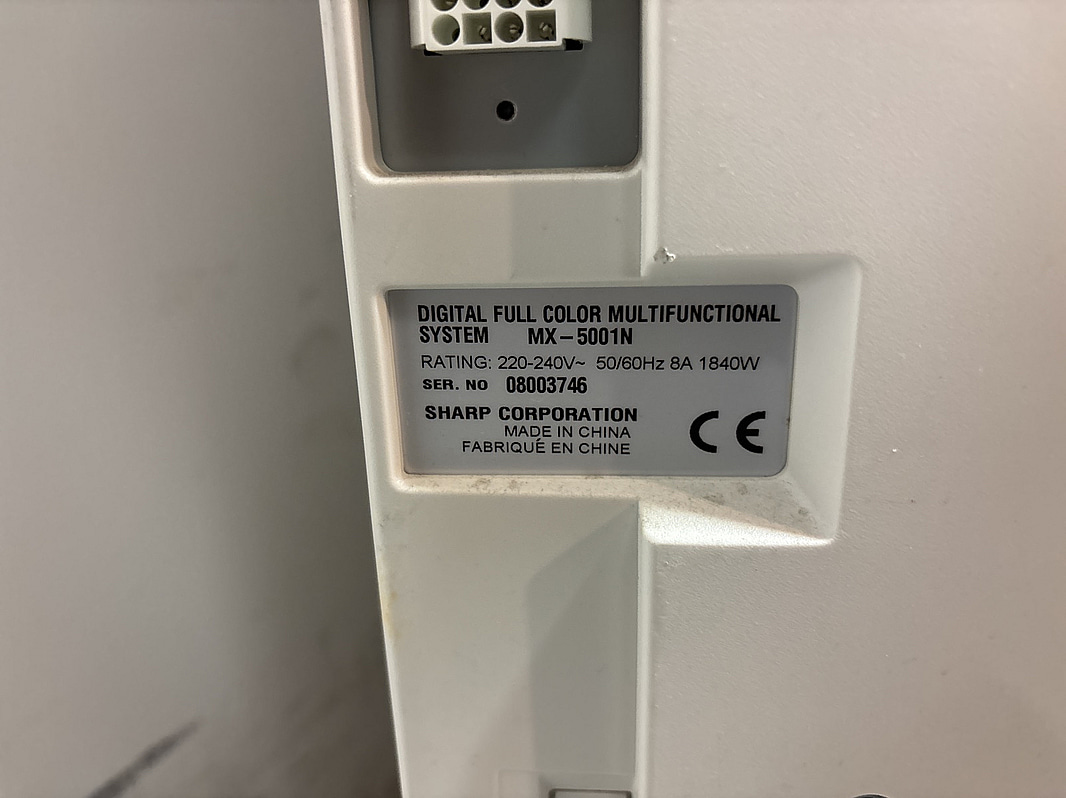 DIGITAL FULL COLOR MULTIFUNCTIONAL
SYSTEM MX-5001N
RATING: 220-240V~ 50/60Hz 8A 1840W
SER. NO 08003746
SHARP CORPORATION
MADE IN CHINA
FABRIQUÉ EN CHINE
CE